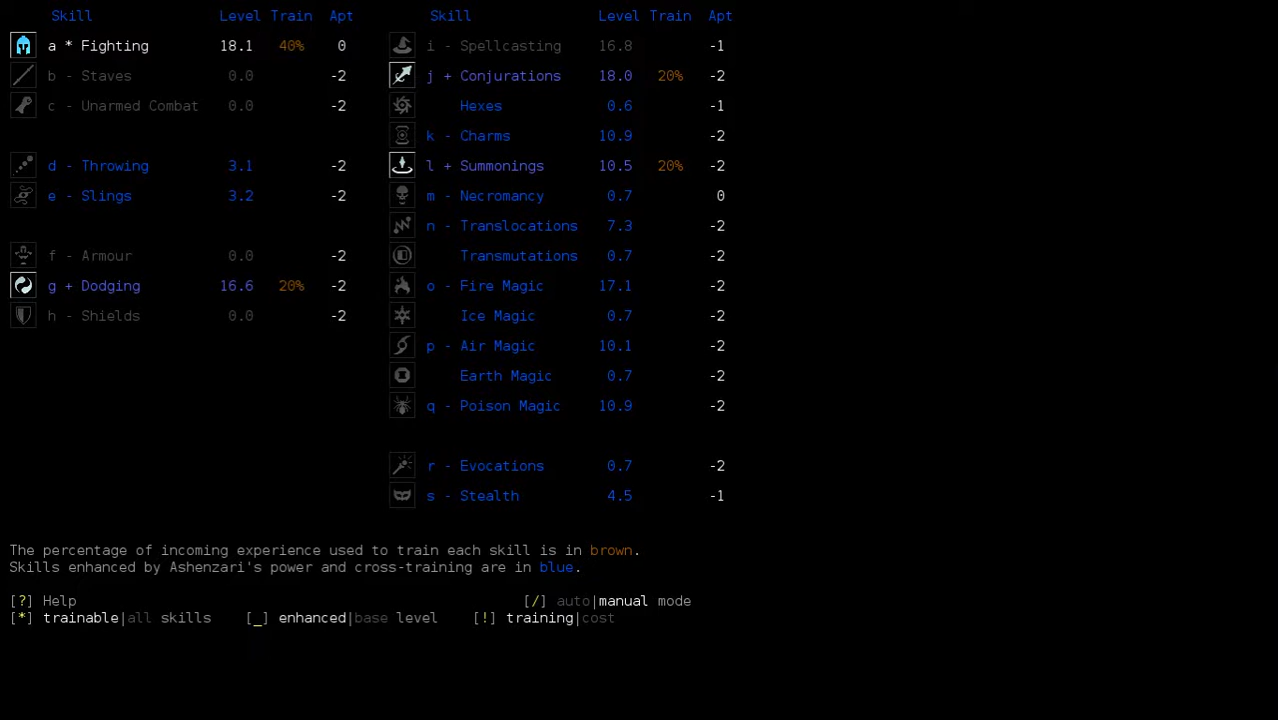 Skill Level Train Apt Skill Level Train Apt
a * Fighting 18.1 40% 0 i - Spellcasting 16.8 -1
b - Staves 0.0 -2 j + Conjurations 18.0 20% -2
c - Unarmed Combat 0.0 -2 Hexes 0.6 -1
k - Charms 10.9 -2
d - Throwing 3.1 -2 l + Summonings 10.5 20% -2
e - Slings 3.2 -2 m - Necromancy 0.7 0
n - Translocations 7.3 -2
f - Armour 0.0 -2 Transmutations 0.7 -2
g + Dodging 16.6 20% -2 o - Fire Magic 17.1 -2
h - Shields 0.0 -2 Ice Magic 0.7 -2
p - Air Magic 10.1 -2
Earth Magic 0.7 -2
q - Poison Magic 10.9 -2
r - Evocations 0.7 -2
s - Stealth 4.5 -1
The percentage of incoming experience used to train each skill is in brown.
Skills enhanced by Ashenzari's power and cross-training are in blue.
[?] Help [/] auto|manual mode
[*] trainable|all skills [_] enhanced|base level [!] training|cost